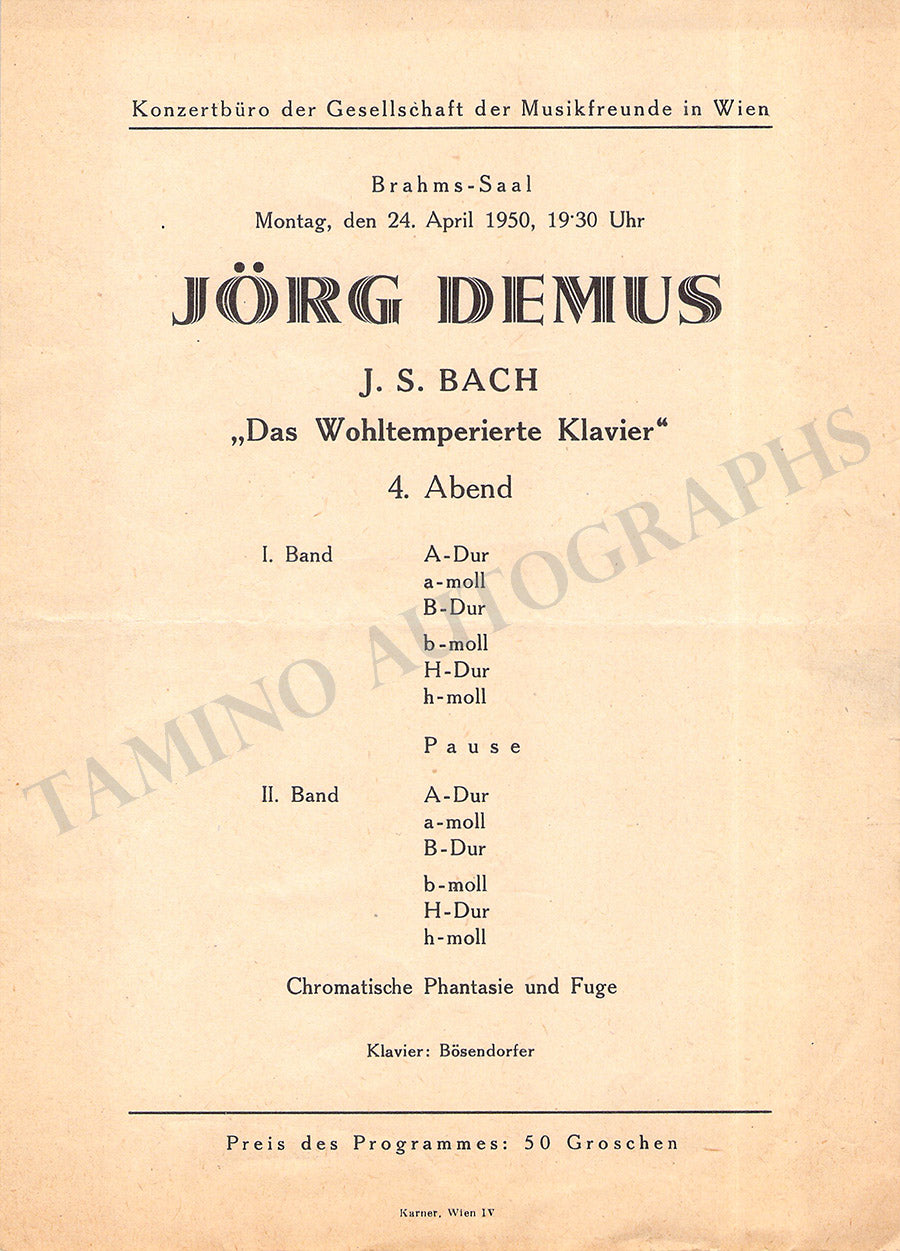 Konzertbüro der Gesellschaft der Musikfreunde in Wien
Brahms-Saal
Montag, den 24. April 1950, 19·30 Uhr
JÖRG DEMUS
J. S. BACH
„Das Wohltemperierte Klavier“
4. Abend
I. Band A-Dur
a-moll
B-Dur
b-moll
H-Dur
h-moll
Pause
II. Band A-Dur
a-moll
B-Dur
b-moll
H-Dur
h-moll
Chromatische Phantasie und Fuge
Klavier: Bösendorfer
Preis des Programmes: 50 Groschen
Karner, Wien IV
TAMINO AUTOGRAPHS